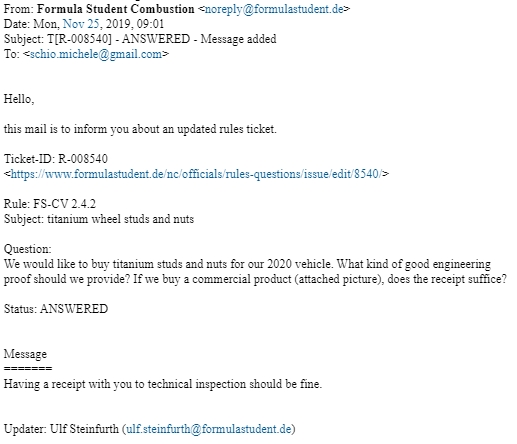 From: Formula Student Combustion <noreply@formulastudent.de>
Date: Mon, Nov 25, 2019, 09:01
Subject: T[R-008540] - ANSWERED - Message added
To: <schio.michele@gmail.com>
Hello,
this mail is to inform you about an updated rules ticket.
Ticket-ID: R-008540
<https://www.formulastudent.de/nc/officials/rules-questions/issue/edit/8540/>
Rule: FS-CV 2.4.2
Subject: titanium wheel studs and nuts
Question:
We would like to buy titanium studs and nuts for our 2020 vehicle. What kind of good engineering
proof should we provide? If we buy a commercial product (attached picture), does the receipt suffice?
Status: ANSWERED
Message
=======
Having a receipt with you to technical inspection should be fine.
Updater: Ulf Steinfurth (ulf.steinfurth@formulastudent.de)